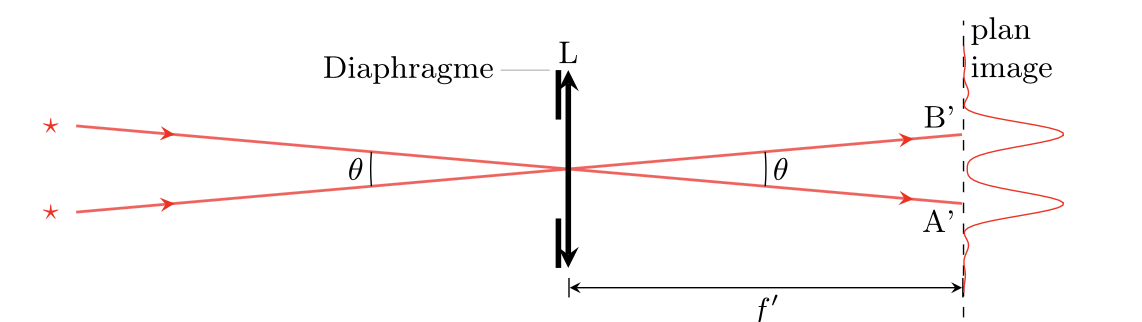 plan
image
L
Diaphragme
B'
θ
θ
A'
f′